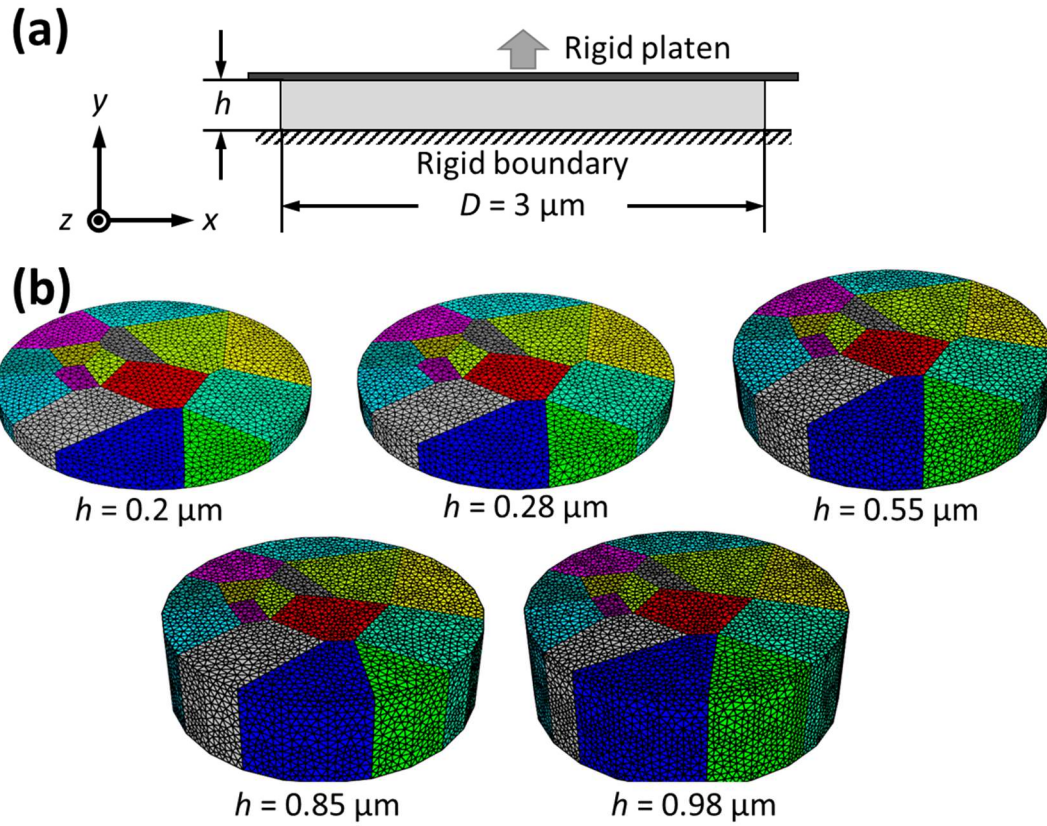 (a)
Rigid platen
h
y
Rigid boundary
z
x
D = 3 μm
(b)
h = 0.2 μm
h = 0.28 μm
h = 0.55 μm
h = 0.85 μm
h = 0.98 μm